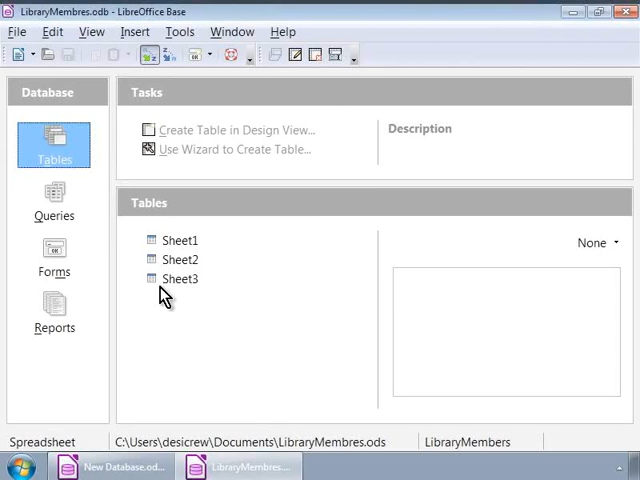 LibraryMembres.odb - LibreOffice Base
File Edit View Insert Tools Window Help
Database
Tables
Queries
Forms
Reports
Tasks
Create Table in Design View...
Use Wizard to Create Table...
Description
Tables
Sheet1
Sheet2
Sheet3
None
Spreadsheet C:\Users\desicrew\Documents\LibraryMembres.ods LibraryMembers
New Database.od... LibraryMembres....